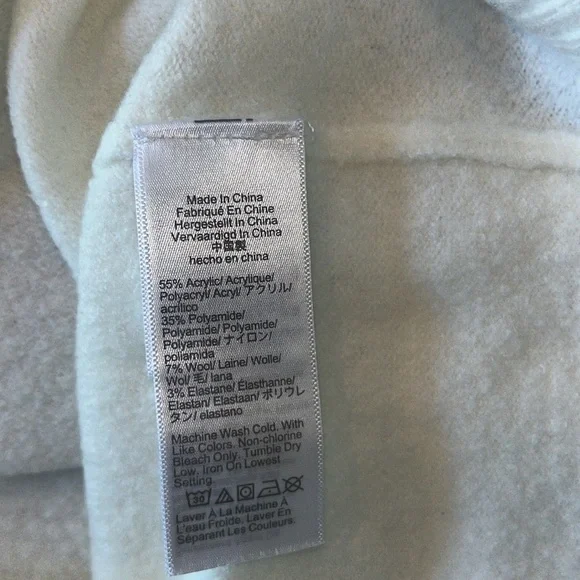 Made In China
Fabriqué En Chine
Hergestellt In China
Vervaardigd In China
中国製
hecho en china
55% Acrylic/ Acrylique/
Polyacryl/ Acryl/ アクリル/
acrilico
35% Polyamide/
Polyamide/ Polyamide/
Polyamide/ ナイロン/
poliamida
7% Wool/ Laine/ Wolle/
Wol/ 毛/ lana
3% Elastane/ Élasthanne/
Elastan/ Elastaan/ ポリウレ
タン/ elastano
Machine Wash Cold. With
Like Colors. Non-chlorine
Bleach Only. Tumble Dry
Low. Iron On Lowest
Setting.
30
Laver À La Machine À
L'eau Froide. Laver En
Séparant Les Couleurs.